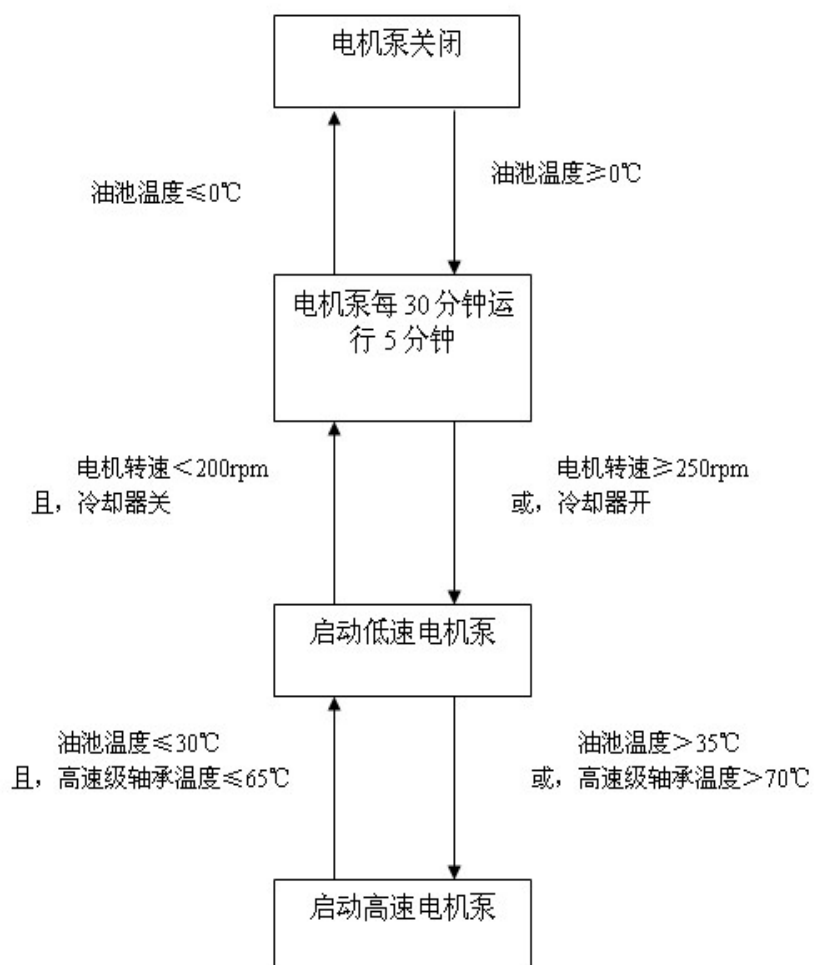 电机泵关闭
油池温度≤0℃
油池温度≥0℃
电机泵每30分钟运
行5分钟
电机转速＜200rpm
且，冷却器关
电机转速≥250rpm
或，冷却器开
启动低速电机泵
油池温度≤30℃
且，高速级轴承温度≤65℃
油池温度＞35℃
或，高速级轴承温度＞70℃
启动高速电机泵